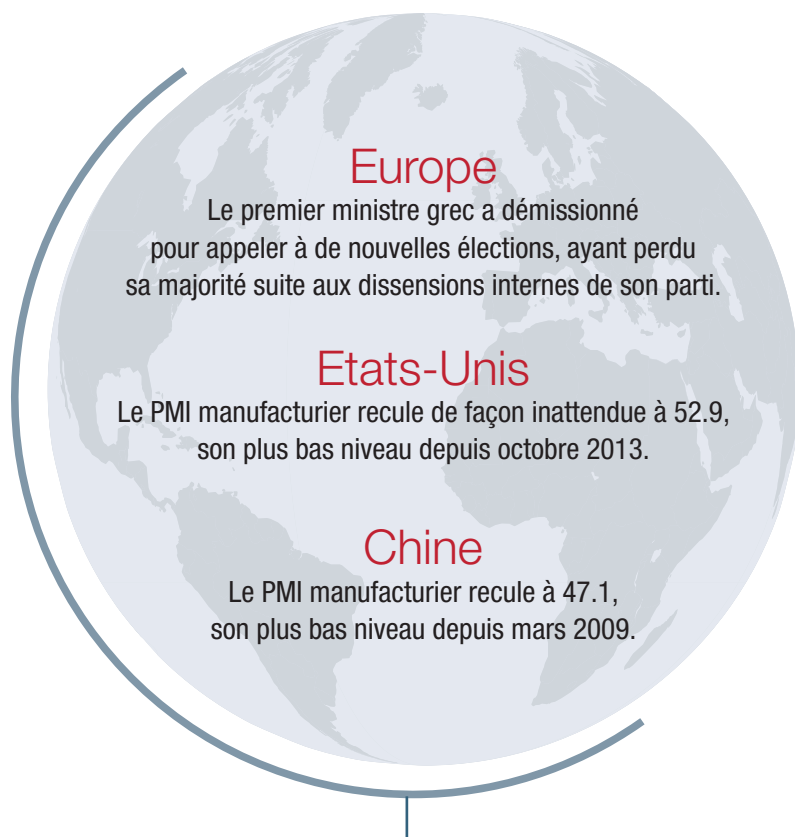 Europe
Le premier ministre grec a démissionné
pour appeler à de nouvelles élections, ayant perdu
sa majorité suite aux dissensions internes de son parti.
Etats-Unis
Le PMI manufacturier recule de façon inattendue à 52.9,
son plus bas niveau depuis octobre 2013.
Chine
Le PMI manufacturier recule à 47.1,
son plus bas niveau depuis mars 2009.